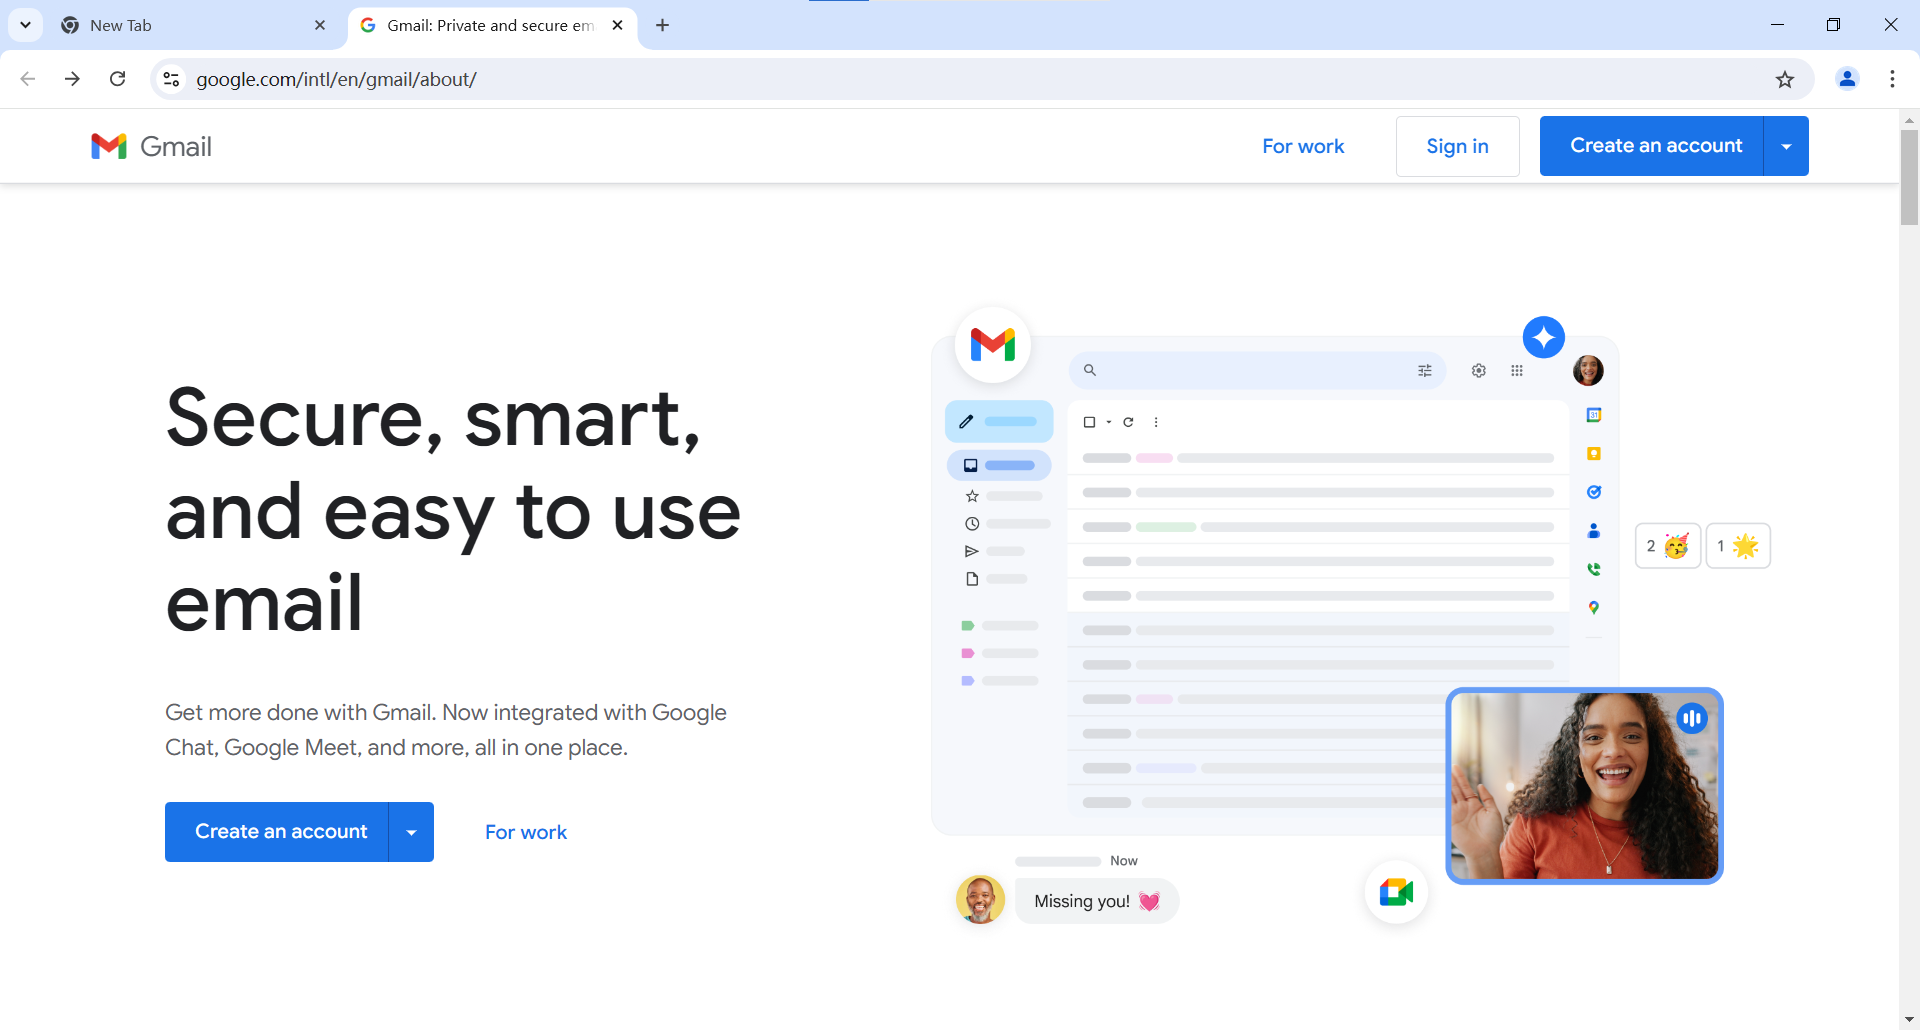 New Tab
Gmail: Private and secure em
google.com/intl/en/gmail/about/
Gmail
For work
Sign in
Create an account
Secure, smart,
and easy to use
email
Get more done with Gmail. Now integrated with Google
Chat, Google Meet, and more, all in one place.
Create an account
For work
31
2 🥳
1 🌟
Now
Missing you! 💓